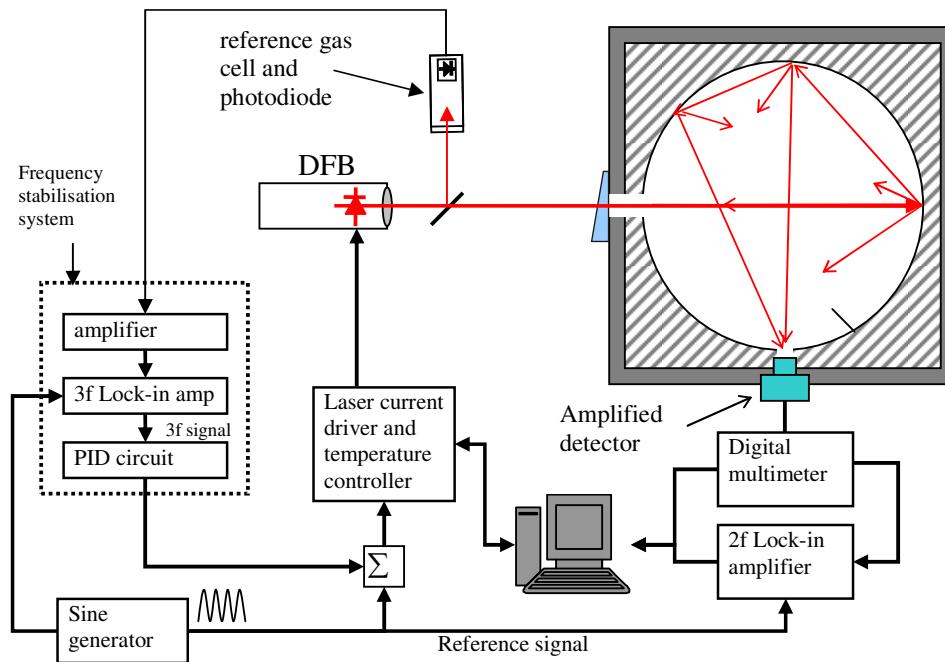 reference gas
cell and
photodiode
DFB
Frequency
stabilisation
system
amplifier
3f Lock-in amp
3f signal
PID circuit
Laser current
driver and
temperature
controller
Σ
Sine
generator
Reference signal
Amplified
detector
Digital
multimeter
2f Lock-in
amplifier